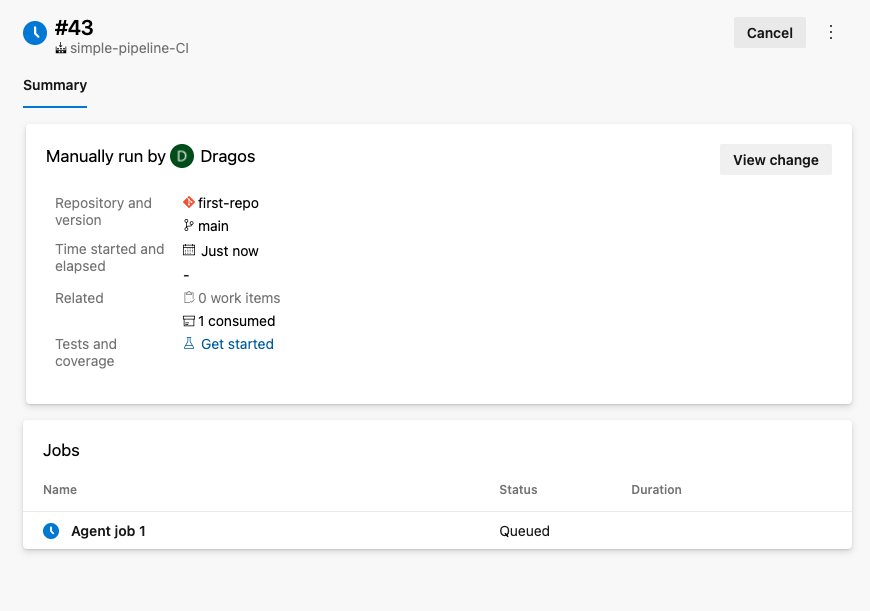 #43
simple-pipeline-CI
Cancel
Summary
Manually run by D Dragos
View change
Repository and version
first-repo
main
Time started and elapsed
Just now
-
Related
0 work items
1 consumed
Tests and coverage
Get started
Jobs
Name Status Duration
Agent job 1 Queued